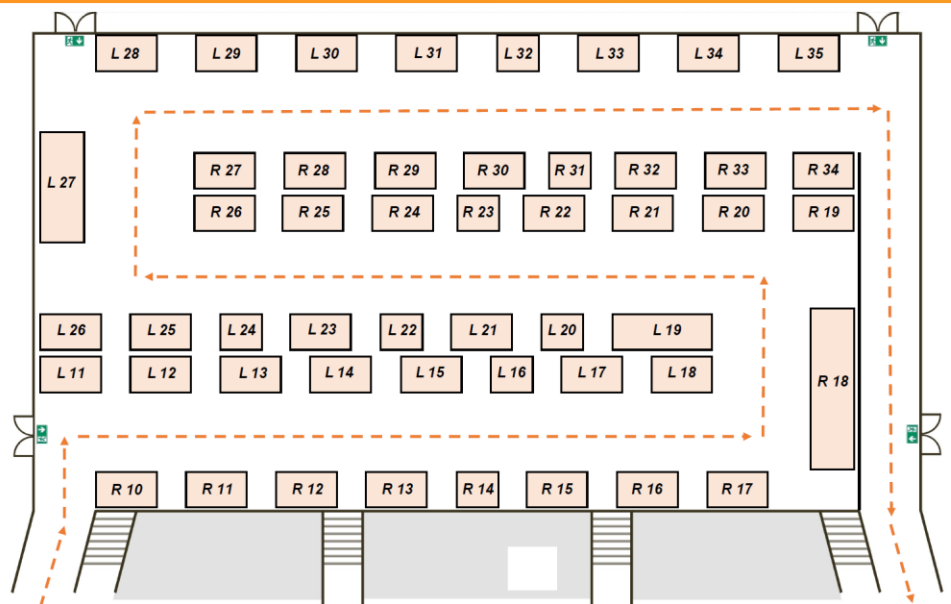 L 28 L 29 L 30 L 31 L 32 L 33 L 34 L 35
L 27
R 27 R 28 R 29 R 30 R 31 R 32 R 33 R 34
R 26 R 25 R 24 R 23 R 22 R 21 R 20 R 19
L 26 L 25 L 24 L 23 L 22 L 21 L 20 L 19
L 11 L 12 L 13 L 14 L 15 L 16 L 17 L 18
R 18
R 10 R 11 R 12 R 13 R 14 R 15 R 16 R 17